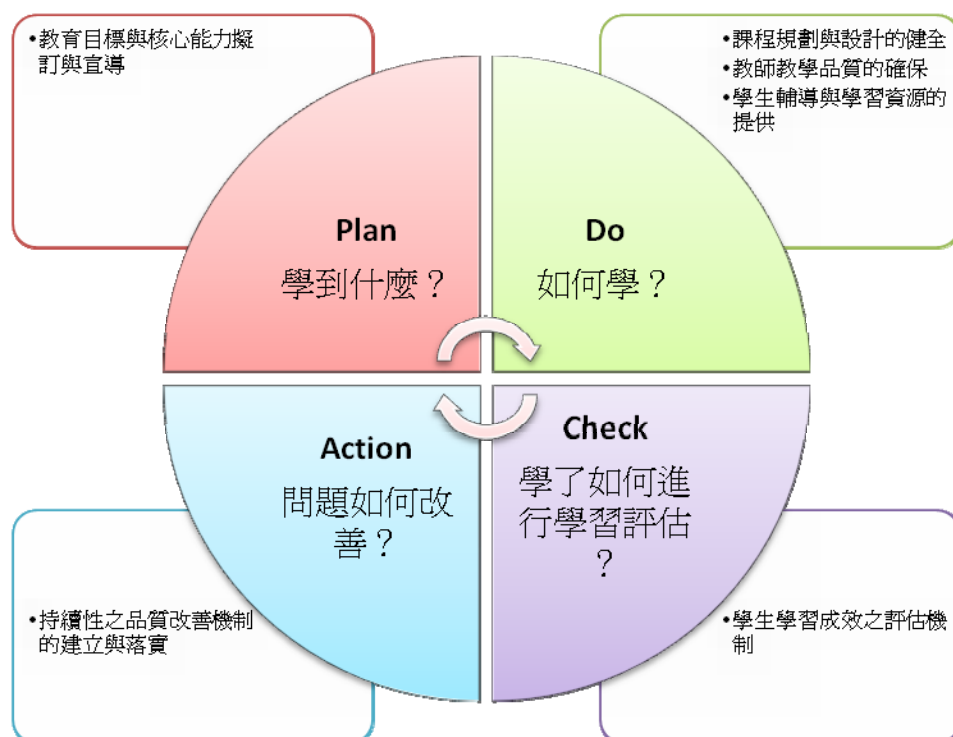 •教育目標與核心能力擬
訂與宣導
•課程規劃與設計的健全
•教師教學品質的確保
•學生輔導與學習資源的
提供
Plan
學到什麼？
Do
如何學？
Action
問題如何改
善？
Check
學了如何進
行學習評估
？
•持續性之品質改善機制
的建立與落實
•學生學習成效之評估機
制